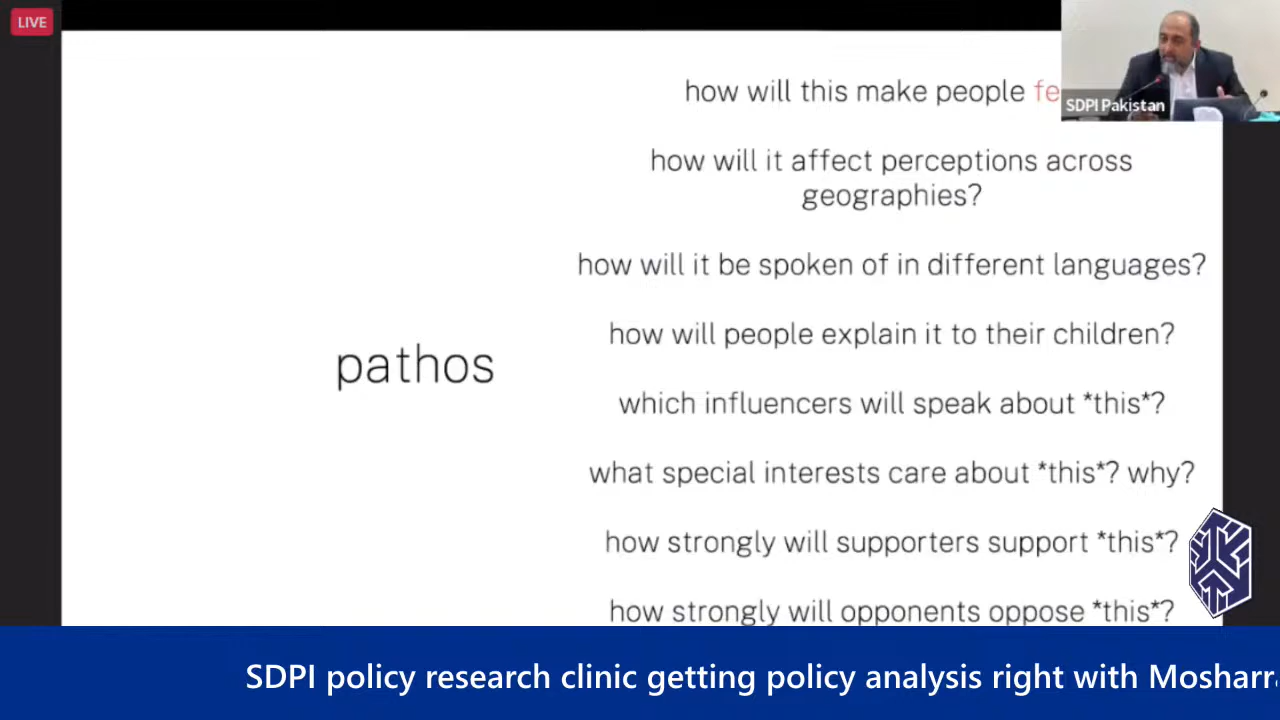 LIVE
how will this make people fe
SDPI Pakistan
how will it affect perceptions across
geographies?
how will it be spoken of in different languages?
how will people explain it to their children?
pathos
which influencers will speak about *this*?
what special interests care about *this*? why?
how strongly will supporters support *this*?
how strongly will opponents oppose *this*?
SDPI policy research clinic getting policy analysis right with Mosharr